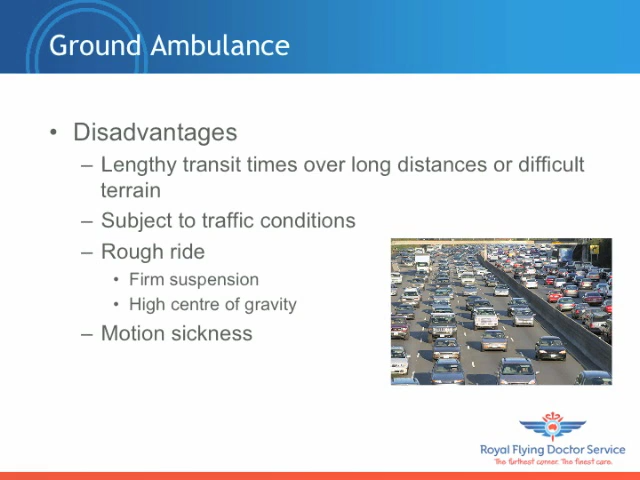 Ground Ambulance
• Disadvantages
– Lengthy transit times over long distances or difficult
terrain
– Subject to traffic conditions
– Rough ride
• Firm suspension
• High centre of gravity
– Motion sickness
Royal Flying Doctor Service
The furthest corner. The finest care.